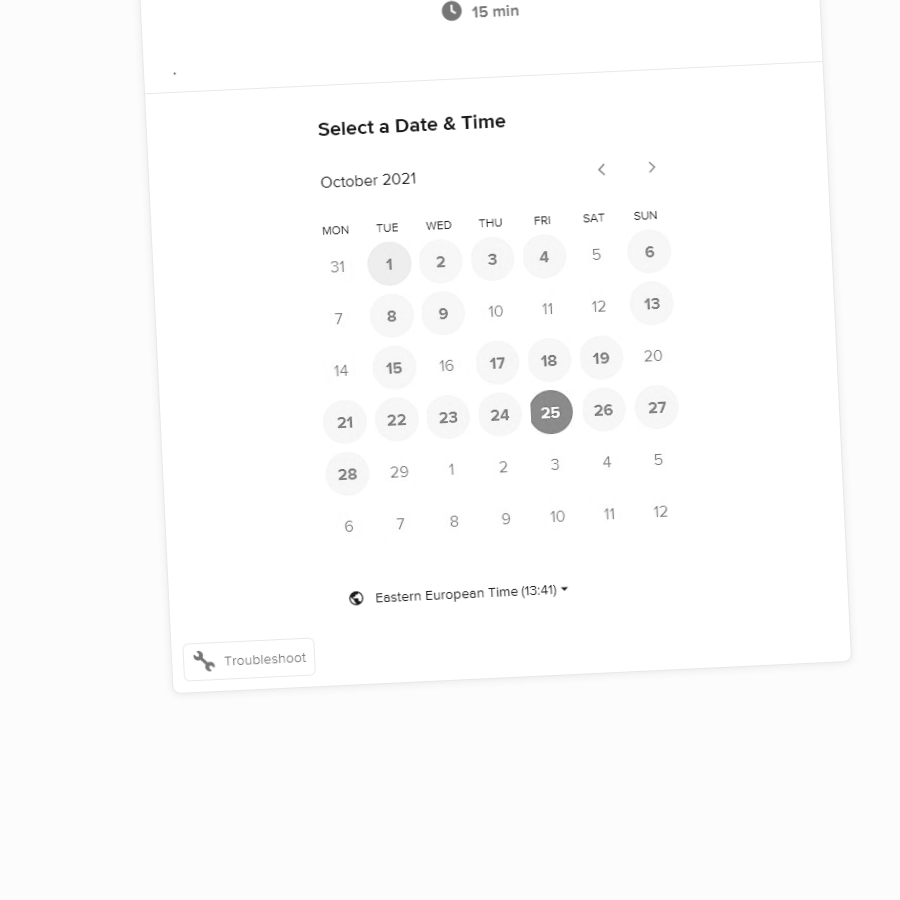 15 min
.
Select a Date & Time
October 2021
MON TUE WED THU FRI SAT SUN
31 1 2 3 4 5 6
7 8 9 10 11 12 13
14 15 16 17 18 19 20
21 22 23 24 25 26 27
28 29 1 2 3 4 5
6 7 8 9 10 11 12
Eastern European Time (13:41)
Troubleshoot